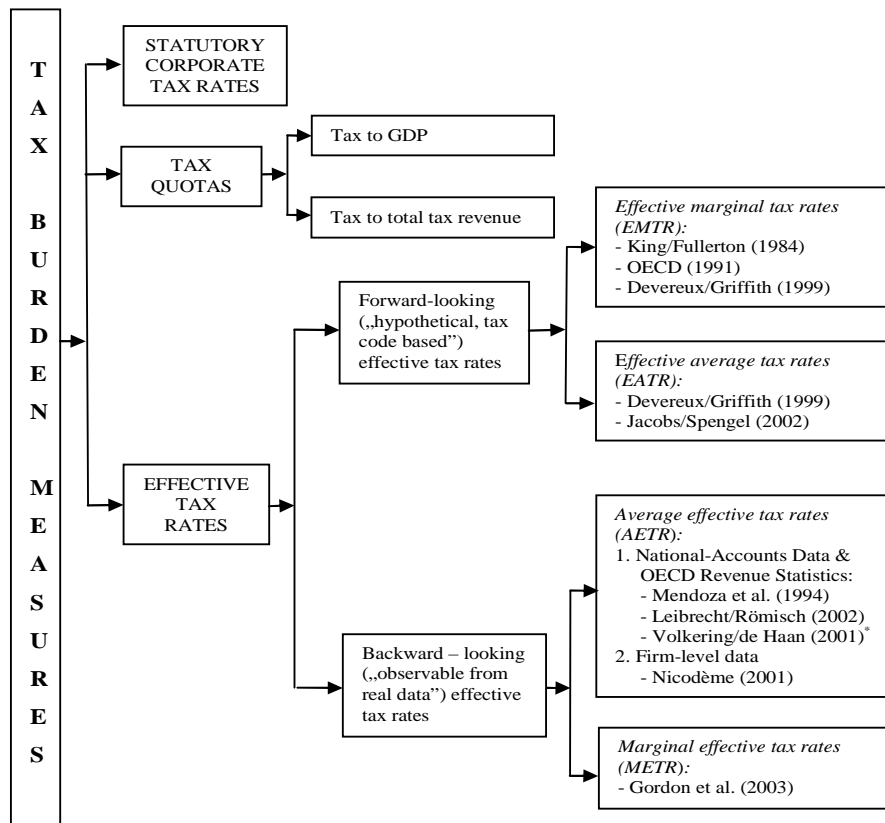 TAX BURDEN MEASURES
STATUTORY
CORPORATE
TAX RATES
TAX
QUOTAS
Tax to GDP
Tax to total tax revenue
EFFECTIVE
TAX
RATES
Forward-looking
(„hypothetical, tax
code based”)
effective tax rates
Effective marginal tax rates
(EMTR):
- King/Fullerton (1984)
- OECD (1991)
- Devereux/Griffith (1999)
Effective average tax rates
(EATR):
- Devereux/Griffith (1999)
- Jacobs/Spengel (2002)
Backward – looking
(„observable from
real data”) effective
tax rates
Average effective tax rates
(AETR):
1. National-Accounts Data &
OECD Revenue Statistics:
- Mendoza et al. (1994)
- Leibrecht/Römisch (2002)
- Volkering/de Haan (2001)*
2. Firm-level data
- Nicodème (2001)
Marginal effective tax rates
(METR):
- Gordon et al. (2003)